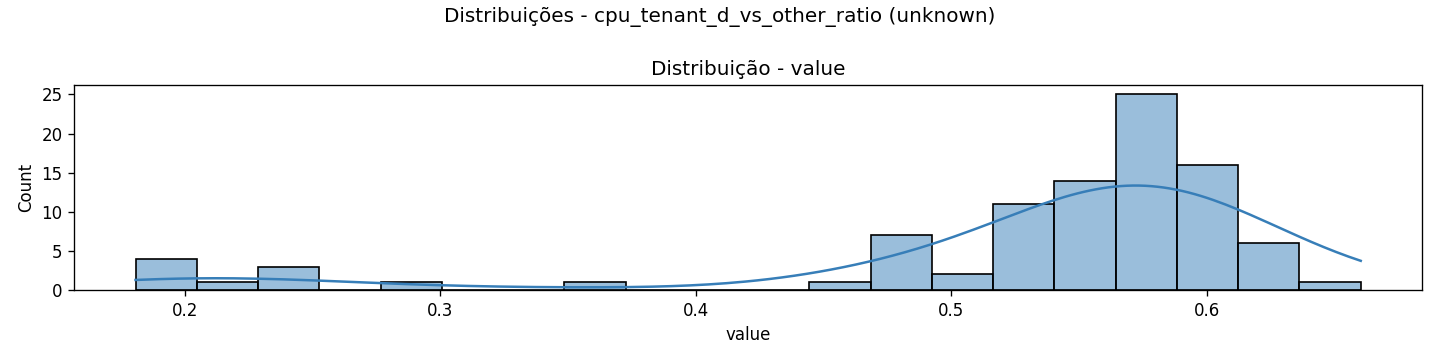 Distribuições - cpu_tenant_d_vs_other_ratio (unknown)
Distribuição - value
25
20
15
10
5
0
Count
0.2 0.3 0.4 0.5 0.6
value